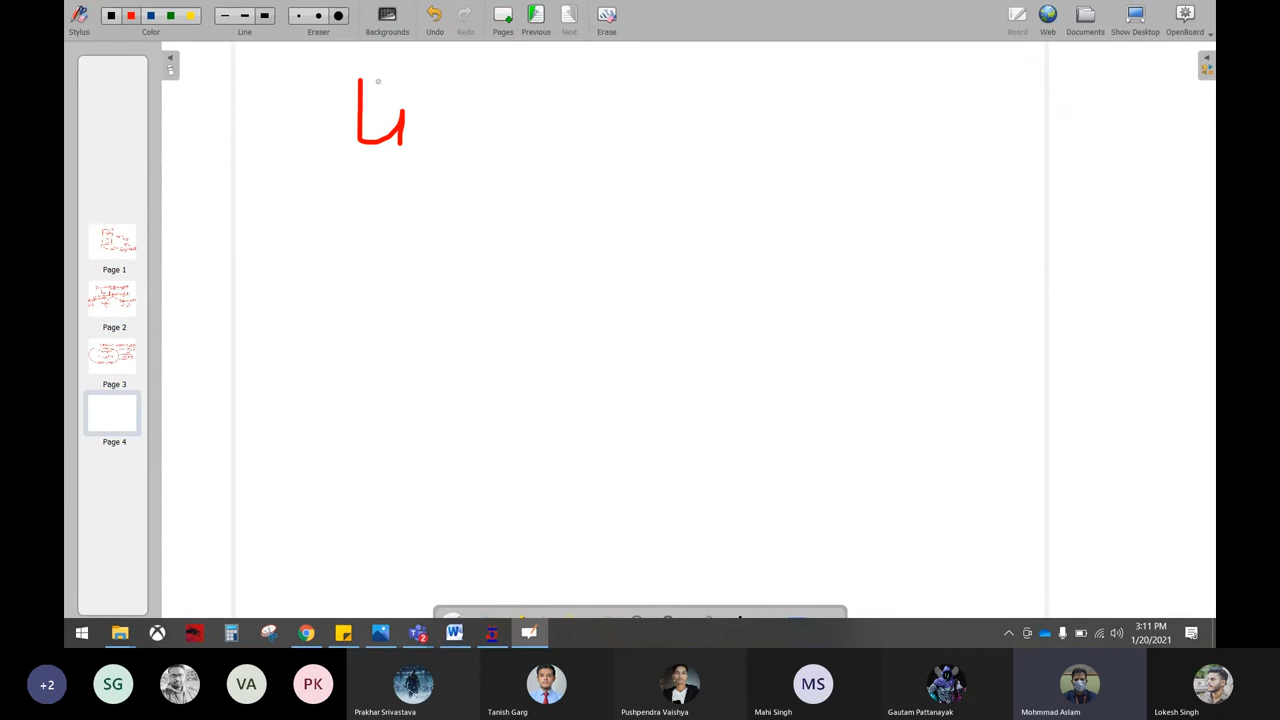 Stylus Color Line Eraser Backgrounds Undo Redo Pages Previous Next Erase Board Web Documents Show Desktop OpenBoard
Page 1
Page 2
Page 3
Page 4
2
3:11 PM
1/20/2021
+2 SG VA PK MS
Prakhar Srivastava Tanish Garg Pushpendra Vaishya Mahi Singh Gautam Pattanayak Mohmmad Aslam Lokesh Singh